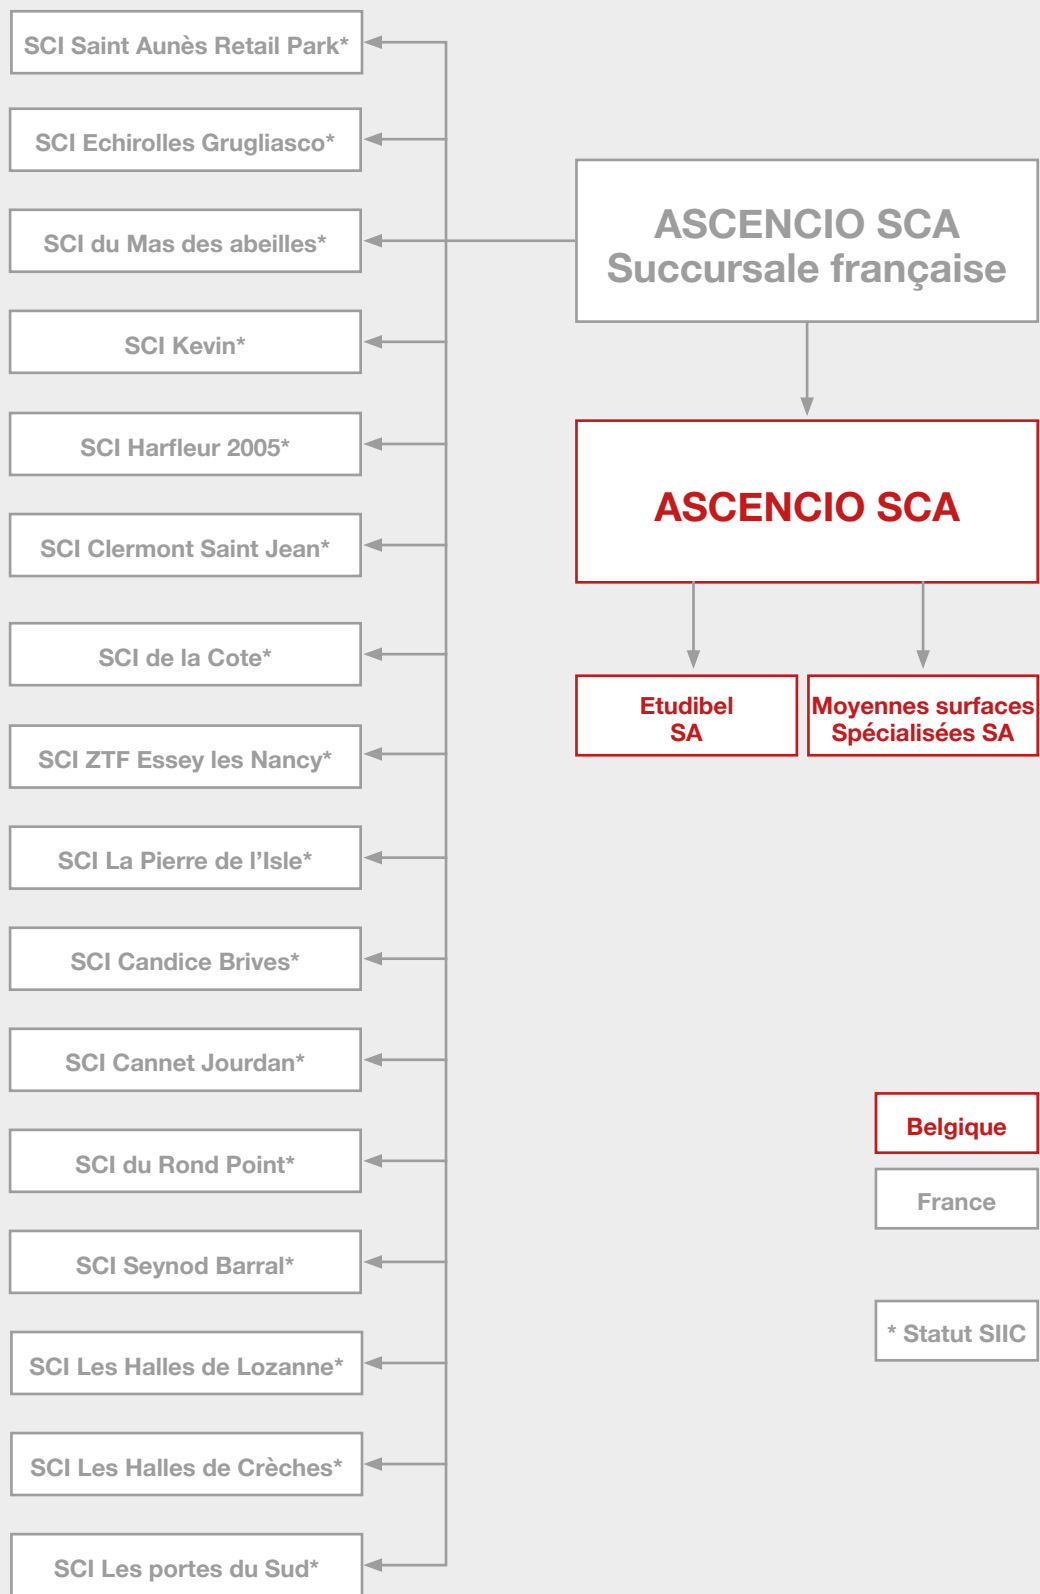 SCI Saint Aunès Retail Park*
SCI Echirolles Grugliasco*
SCI du Mas des abeilles*
SCI Kevin*
SCI Harfleur 2005*
SCI Clermont Saint Jean*
SCI de la Cote*
SCI ZTF Essey les Nancy*
SCI La Pierre de l'Isle*
SCI Candice Brives*
SCI Cannet Jourdan*
SCI du Rond Point*
SCI Seynod Barral*
SCI Les Halles de Lozanne*
SCI Les Halles de Crèches*
SCI Les portes du Sud*
ASCENCIO SCA
Succursale française
ASCENCIO SCA
Etudibel
SA
Moyennes surfaces
Spécialisées SA
Belgique
France
* Statut SIIC